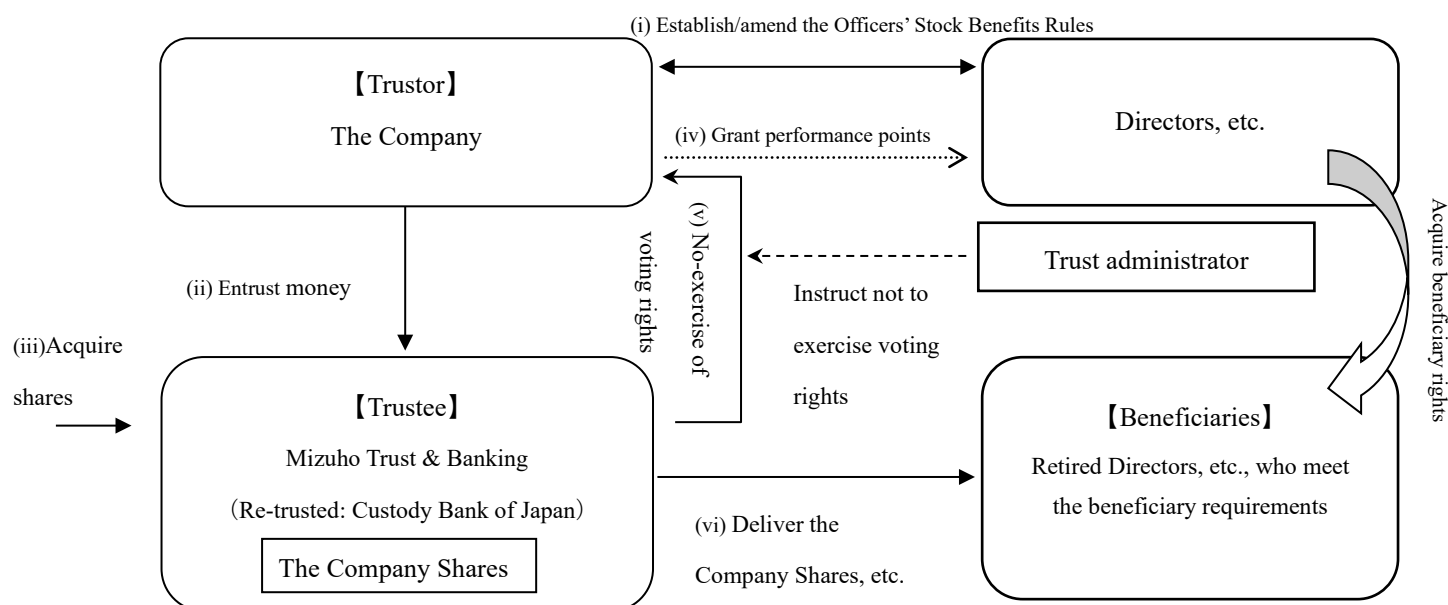 (i) Establish/amend the Officers’ Stock Benefits Rules
【Trustor】
The Company
Directors, etc.
(iv) Grant performance points
(v) No-exercise of
voting rights
Acquire beneficiary rights
Trust administrator
(ii) Entrust money
Instruct not to
exercise voting
rights
(iii)Acquire
shares
【Trustee】
Mizuho Trust & Banking
（Re-trusted: Custody Bank of Japan）
The Company Shares
【Beneficiaries】
Retired Directors, etc., who meet
the beneficiary requirements
(vi) Deliver the
Company Shares, etc.